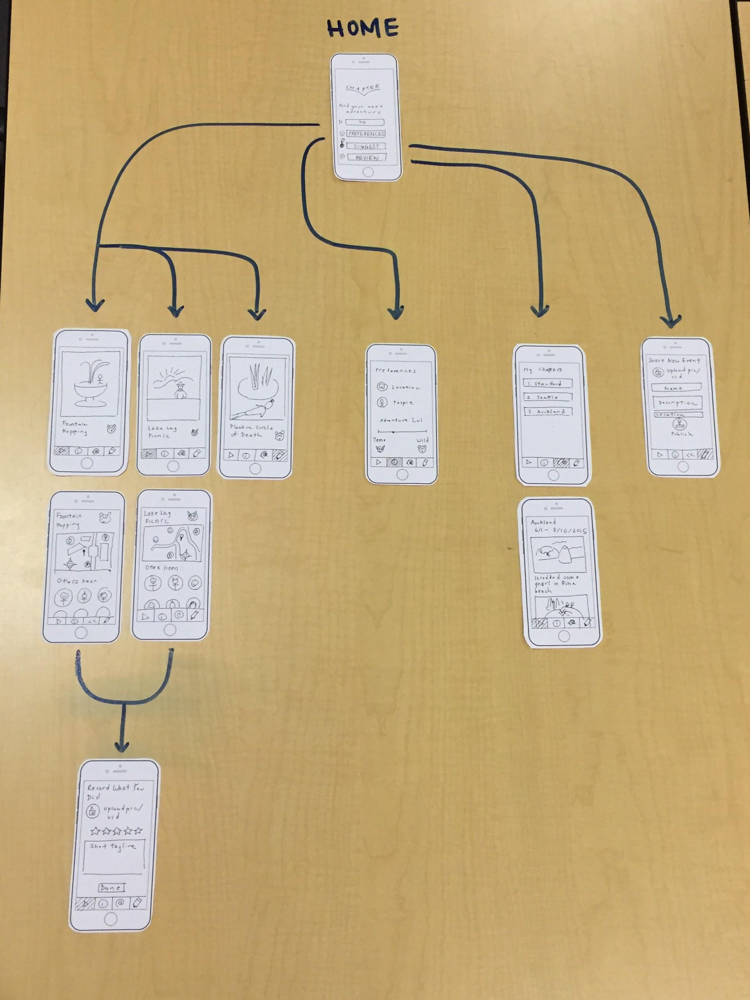 HOME
CHAPTER
Find your next
adventure
Go
PREFERENCES
SUGGEST
REVIEW
Fountain
Hopping
Lake Lag
Picnic
Plankin Circle
of Death
Preferences
Location
People
Adventure Lvl
Tame Wild
My Chapters
1. Stanford
2 Seattle
3 Auckland
Share New Event
Upload pic/
vid
Name
Description
Location
Publish
Fountain
Hopping
Others keen
<<
Lake Lag
Picnic
Others keen
@
Auckland
6/1 - 8/10/2015
Shredded some
gnarl in Piha
beach
<<
Record What You
Did
Upload pic/
vid
Short tagline
Done
@